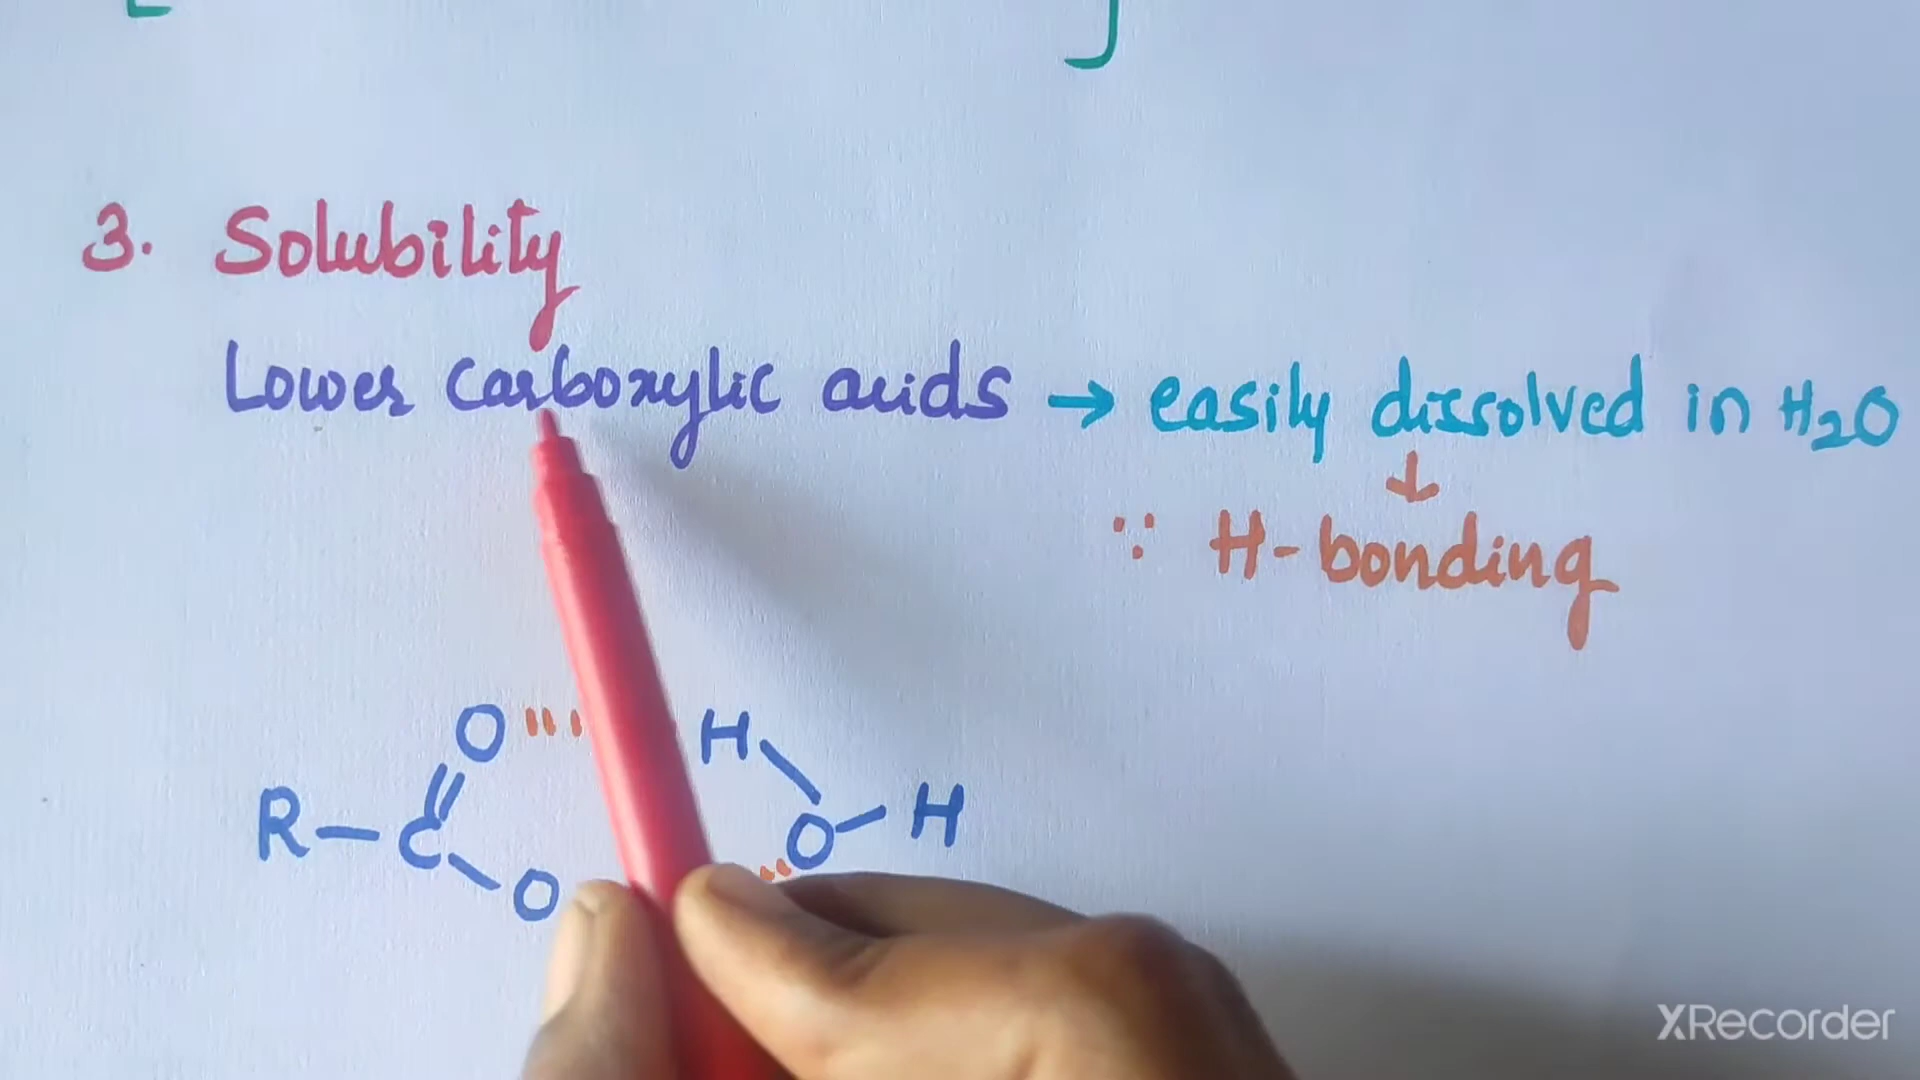 3. Solubility
Lower carboxylic acids → easily dissolved in H₂O
↓
∵ H-bonding
O ''' H
R–C O–H
O ''
XRecorder